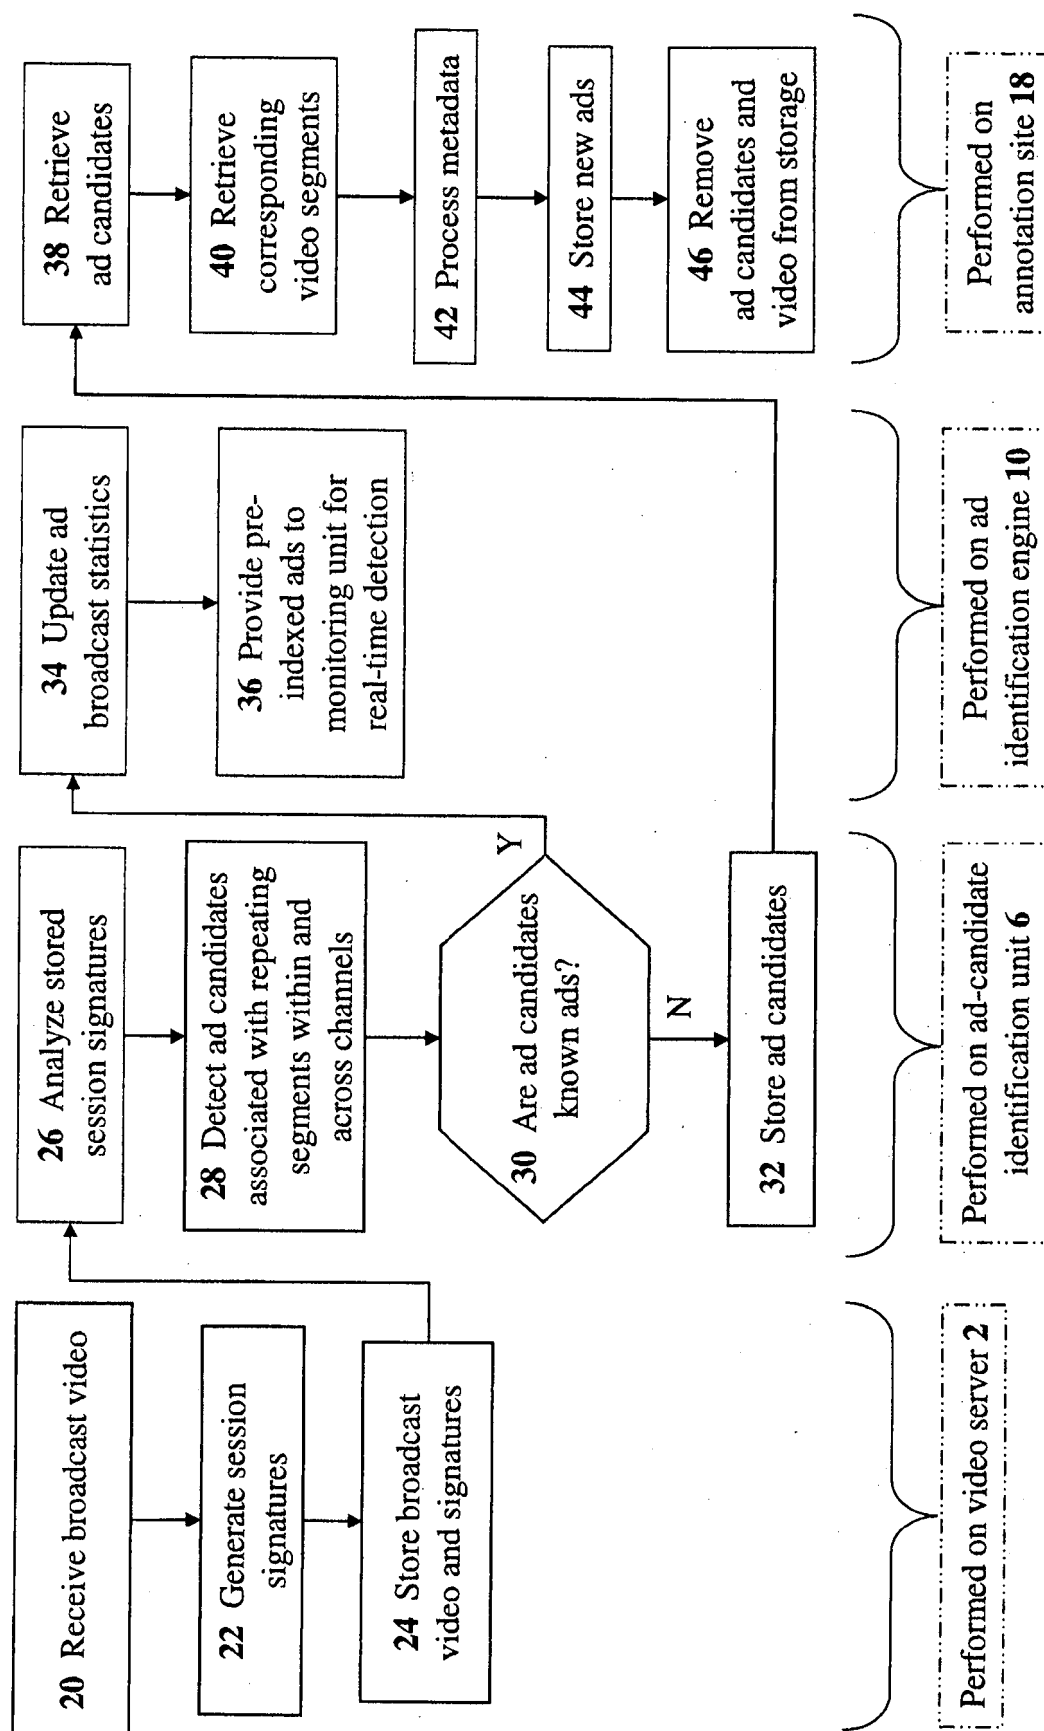 20 Receive broadcast video
22 Generate session
signatures
24 Store broadcast
video and signatures
Performed on video server 2
26 Analyze stored
session signatures
28 Detect ad candidates
associated with repeating
segments within and
across channels
30 Are ad candidates
known ads?
Y
N
32 Store ad candidates
Performed on ad-candidate
identification unit 6
34 Update ad
broadcast statistics
36 Provide pre-
indexed ads to
monitoring unit for
real-time detection
Performed on ad
identification engine 10
38 Retrieve
ad candidates
40 Retrieve
corresponding
video segments
42 Process metadata
44 Store new ads
46 Remove
ad candidates and
video from storage
Performed on
annotation site 18